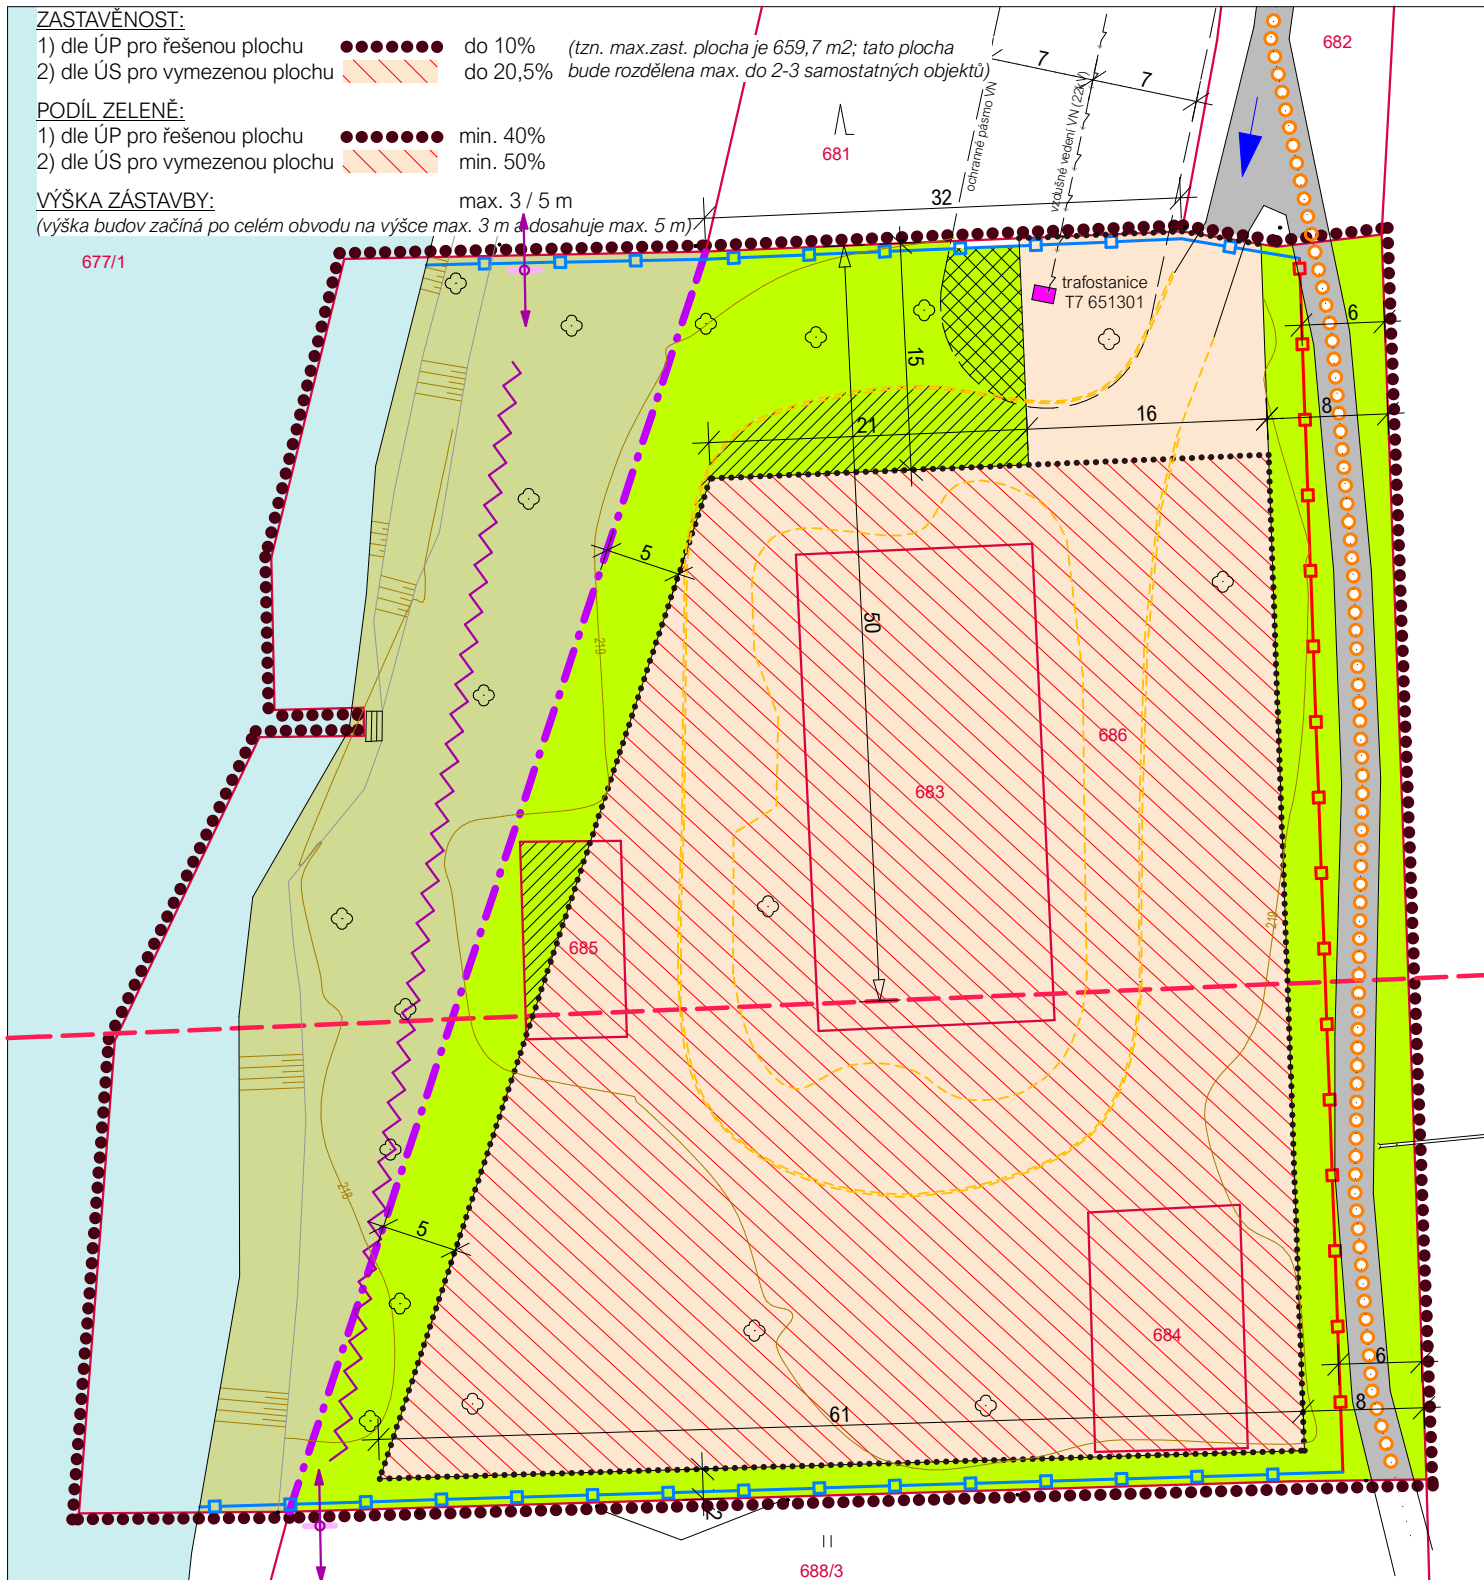 ZASTAVĚNOST:
1) dle ÚP pro řešenou plochu do 10% (tzn. max.zast. plocha je 659,7 m2; tato plocha
2) dle ÚS pro vymezenou plochu do 20,5% bude rozdělena max. do 2-3 samostatných objektů)
PODÍL ZELENĚ:
1) dle ÚP pro řešenou plochu min. 40%
2) dle ÚS pro vymezenou plochu min. 50%
VÝŠKA ZÁSTAVBY: max. 3 / 5 m
(výška budov začíná po celém obvodu na výšce max. 3 m a dosahuje max. 5 m)
677/1
681
682
7
7
ochranné pásmo VN
vzdušné vedení VN (22kV)
32
trafostanice
T7 651301
6
15
21
16
8
5
50
219
686
683
685
219
218
5
684
6
61
8
2
688/3